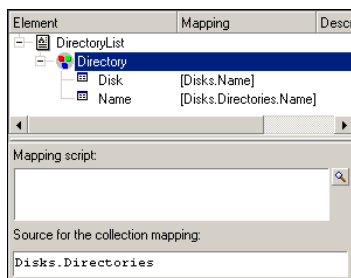 Element Mapping Descr
DirectoryList
Directory
Disk [Disks.Name]
Name [Disks.Directories.Name]
Mapping script:
Source for the collection mapping:
Disks.Directories